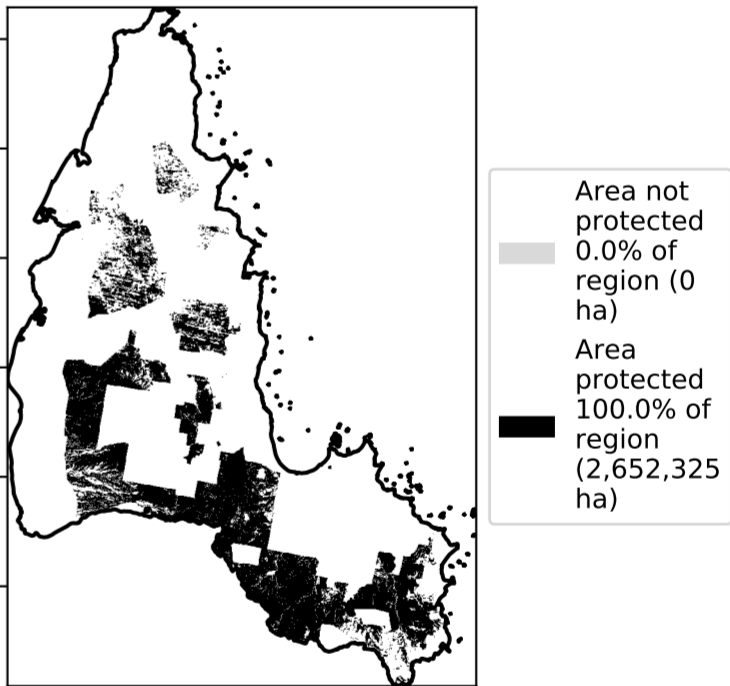 Area not
protected
0.0% of
region (0
ha)
Area
protected
100.0% of
region
(2,652,325
ha)